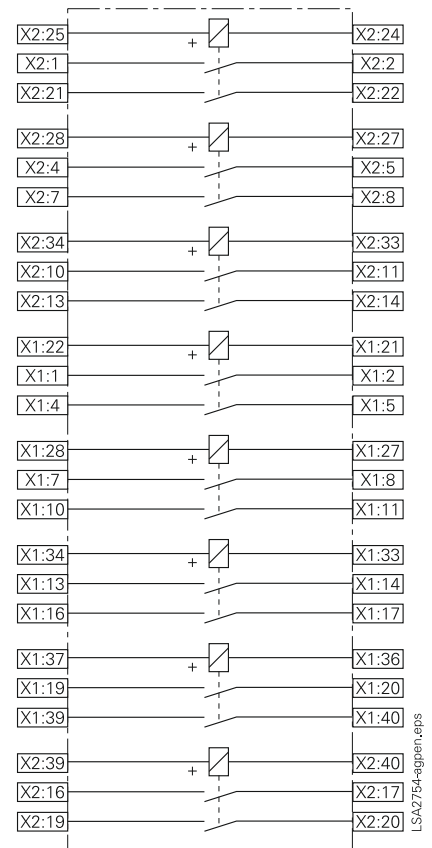 X2:25 + X2:24
X2:1 X2:2
X2:21 X2:22
X2:28 + X2:27
X2:4 X2:5
X2:7 X2:8
X2:34 + X2:33
X2:10 X2:11
X2:13 X2:14
X1:22 + X1:21
X1:1 X1:2
X1:4 X1:5
X1:28 + X1:27
X1:7 X1:8
X1:10 X1:11
X1:34 + X1:33
X1:13 X1:14
X1:16 X1:17
X1:37 + X1:36
X1:19 X1:20
X1:39 X1:40
X2:39 + X2:40
X2:16 X2:17
X2:19 X2:20
LSA2754-agpen.eps